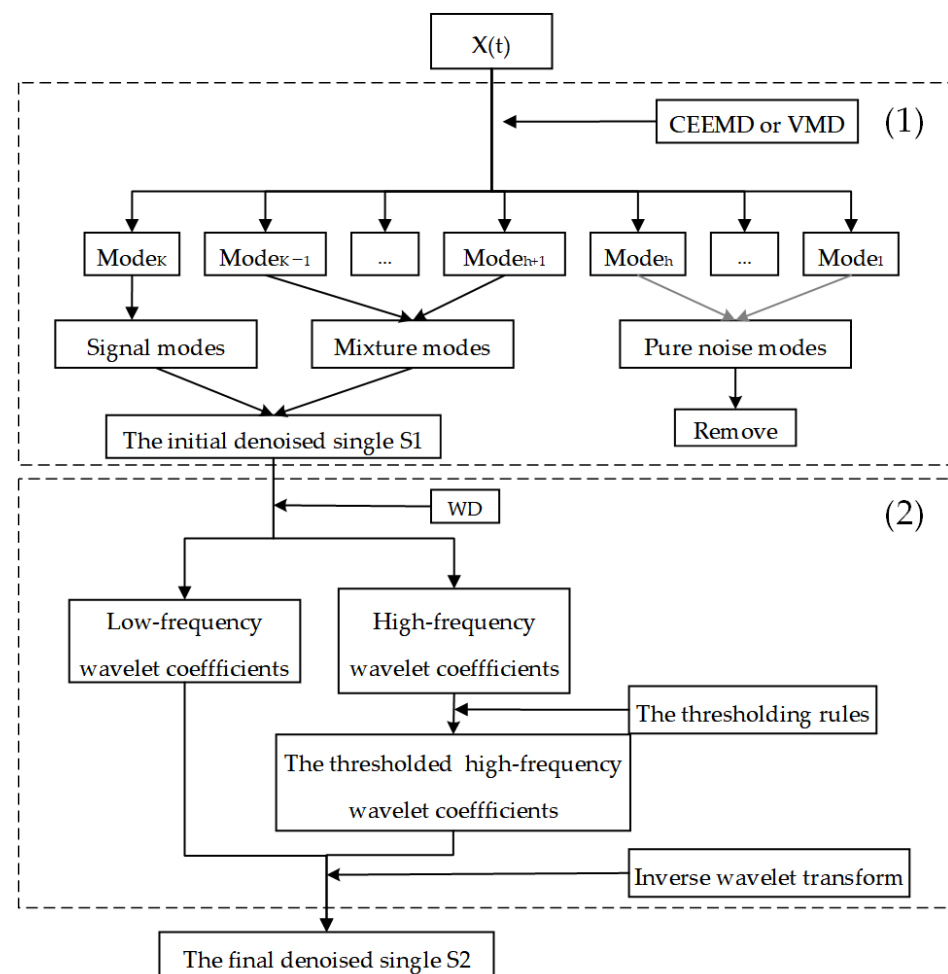 X(t)
CEEMD or VMD
(1)
ModeK
ModeK−1
...
Modeh+1
Modeh
...
Mode1
Signal modes
Mixture modes
Pure noise modes
The initial denoised single S1
Remove
WD
(2)
Low-frequency
wavelet coeffficients
High-frequency
wavelet coeffficients
The thresholding rules
The thresholded high-frequency
wavelet coeffficients
Inverse wavelet transform
The final denoised single S2